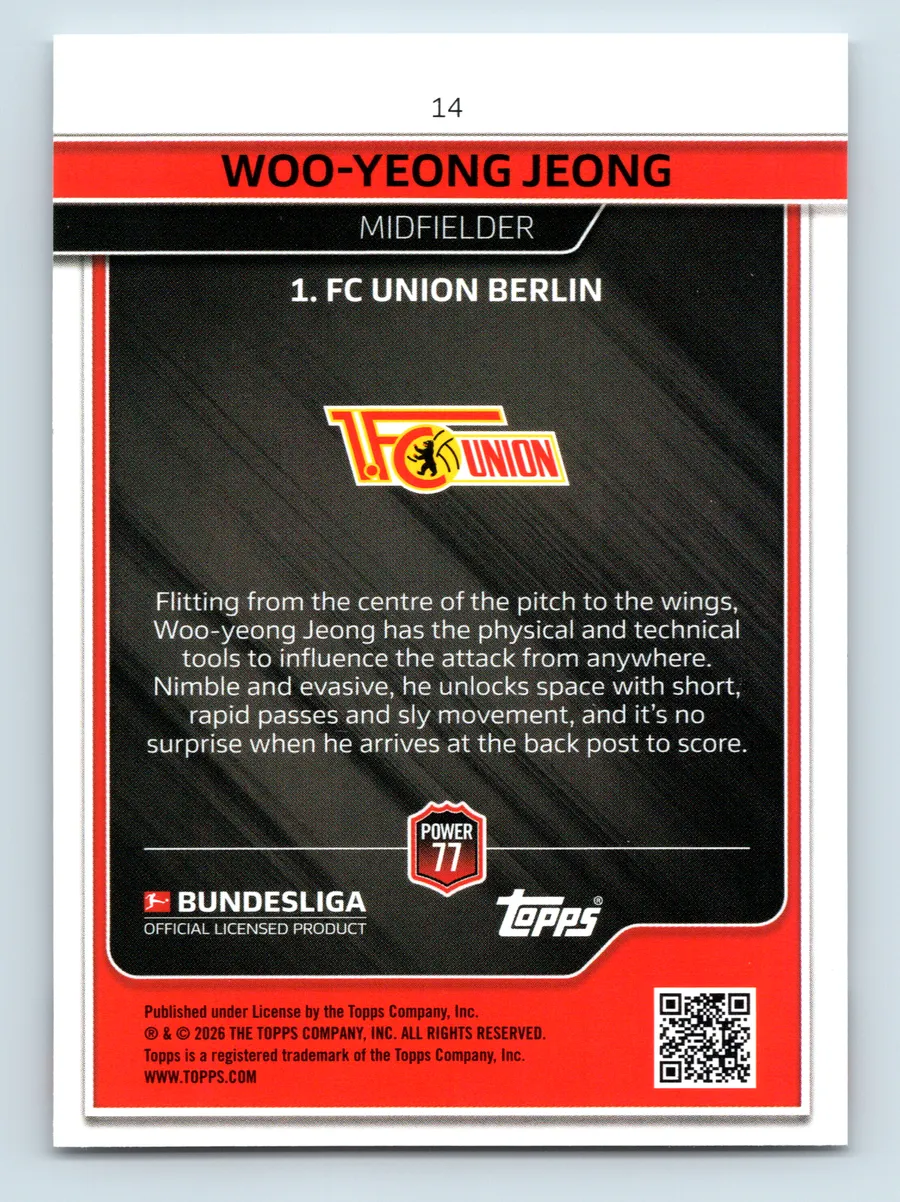 14
WOO-YEONG JEONG
MIDFIELDER
1. FC UNION BERLIN
1.FC UNION
Flitting from the centre of the pitch to the wings,
Woo-yeong Jeong has the physical and technical
tools to influence the attack from anywhere.
Nimble and evasive, he unlocks space with short,
rapid passes and sly movement, and it's no
surprise when he arrives at the back post to score.
POWER
77
BUNDESLIGA
OFFICIAL LICENSED PRODUCT
topps®
Published under License by the Topps Company, Inc.
® & © 2026 THE TOPPS COMPANY, INC. ALL RIGHTS RESERVED.
Topps is a registered trademark of the Topps Company, Inc.
WWW.TOPPS.COM